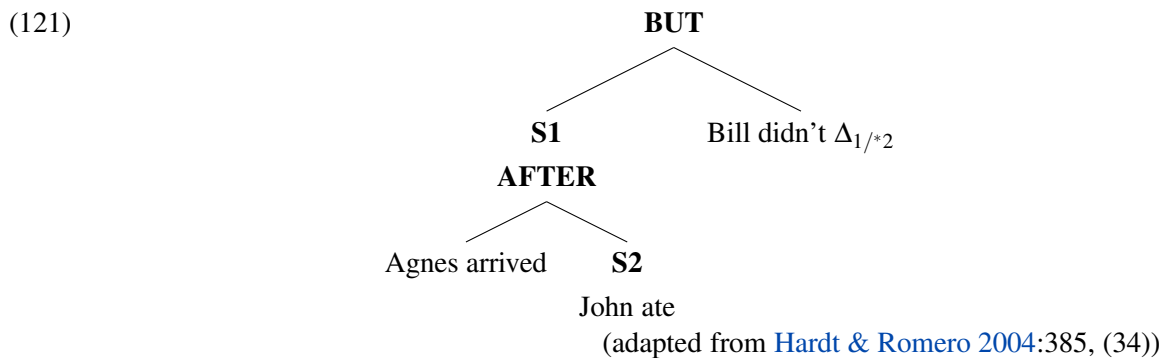 (121)
BUT
S1 Bill didn't Δ1/*2
AFTER
Agnes arrived S2
John ate
(adapted from Hardt & Romero 2004:385, (34))